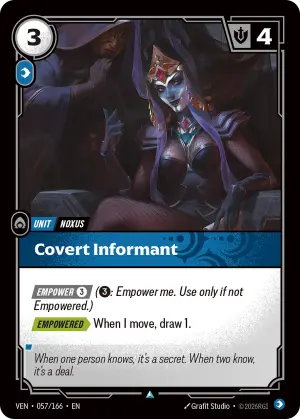 3
4
UNIT NOXUS
Covert Informant
EMPOWER 3 (3: Empower me. Use only if not
Empowered.)
EMPOWERED When I move, draw 1.
When one person knows, it's a secret. When two know,
it's a deal.
VEN • 057/166 • EN Grafit Studio • ©2026RGI